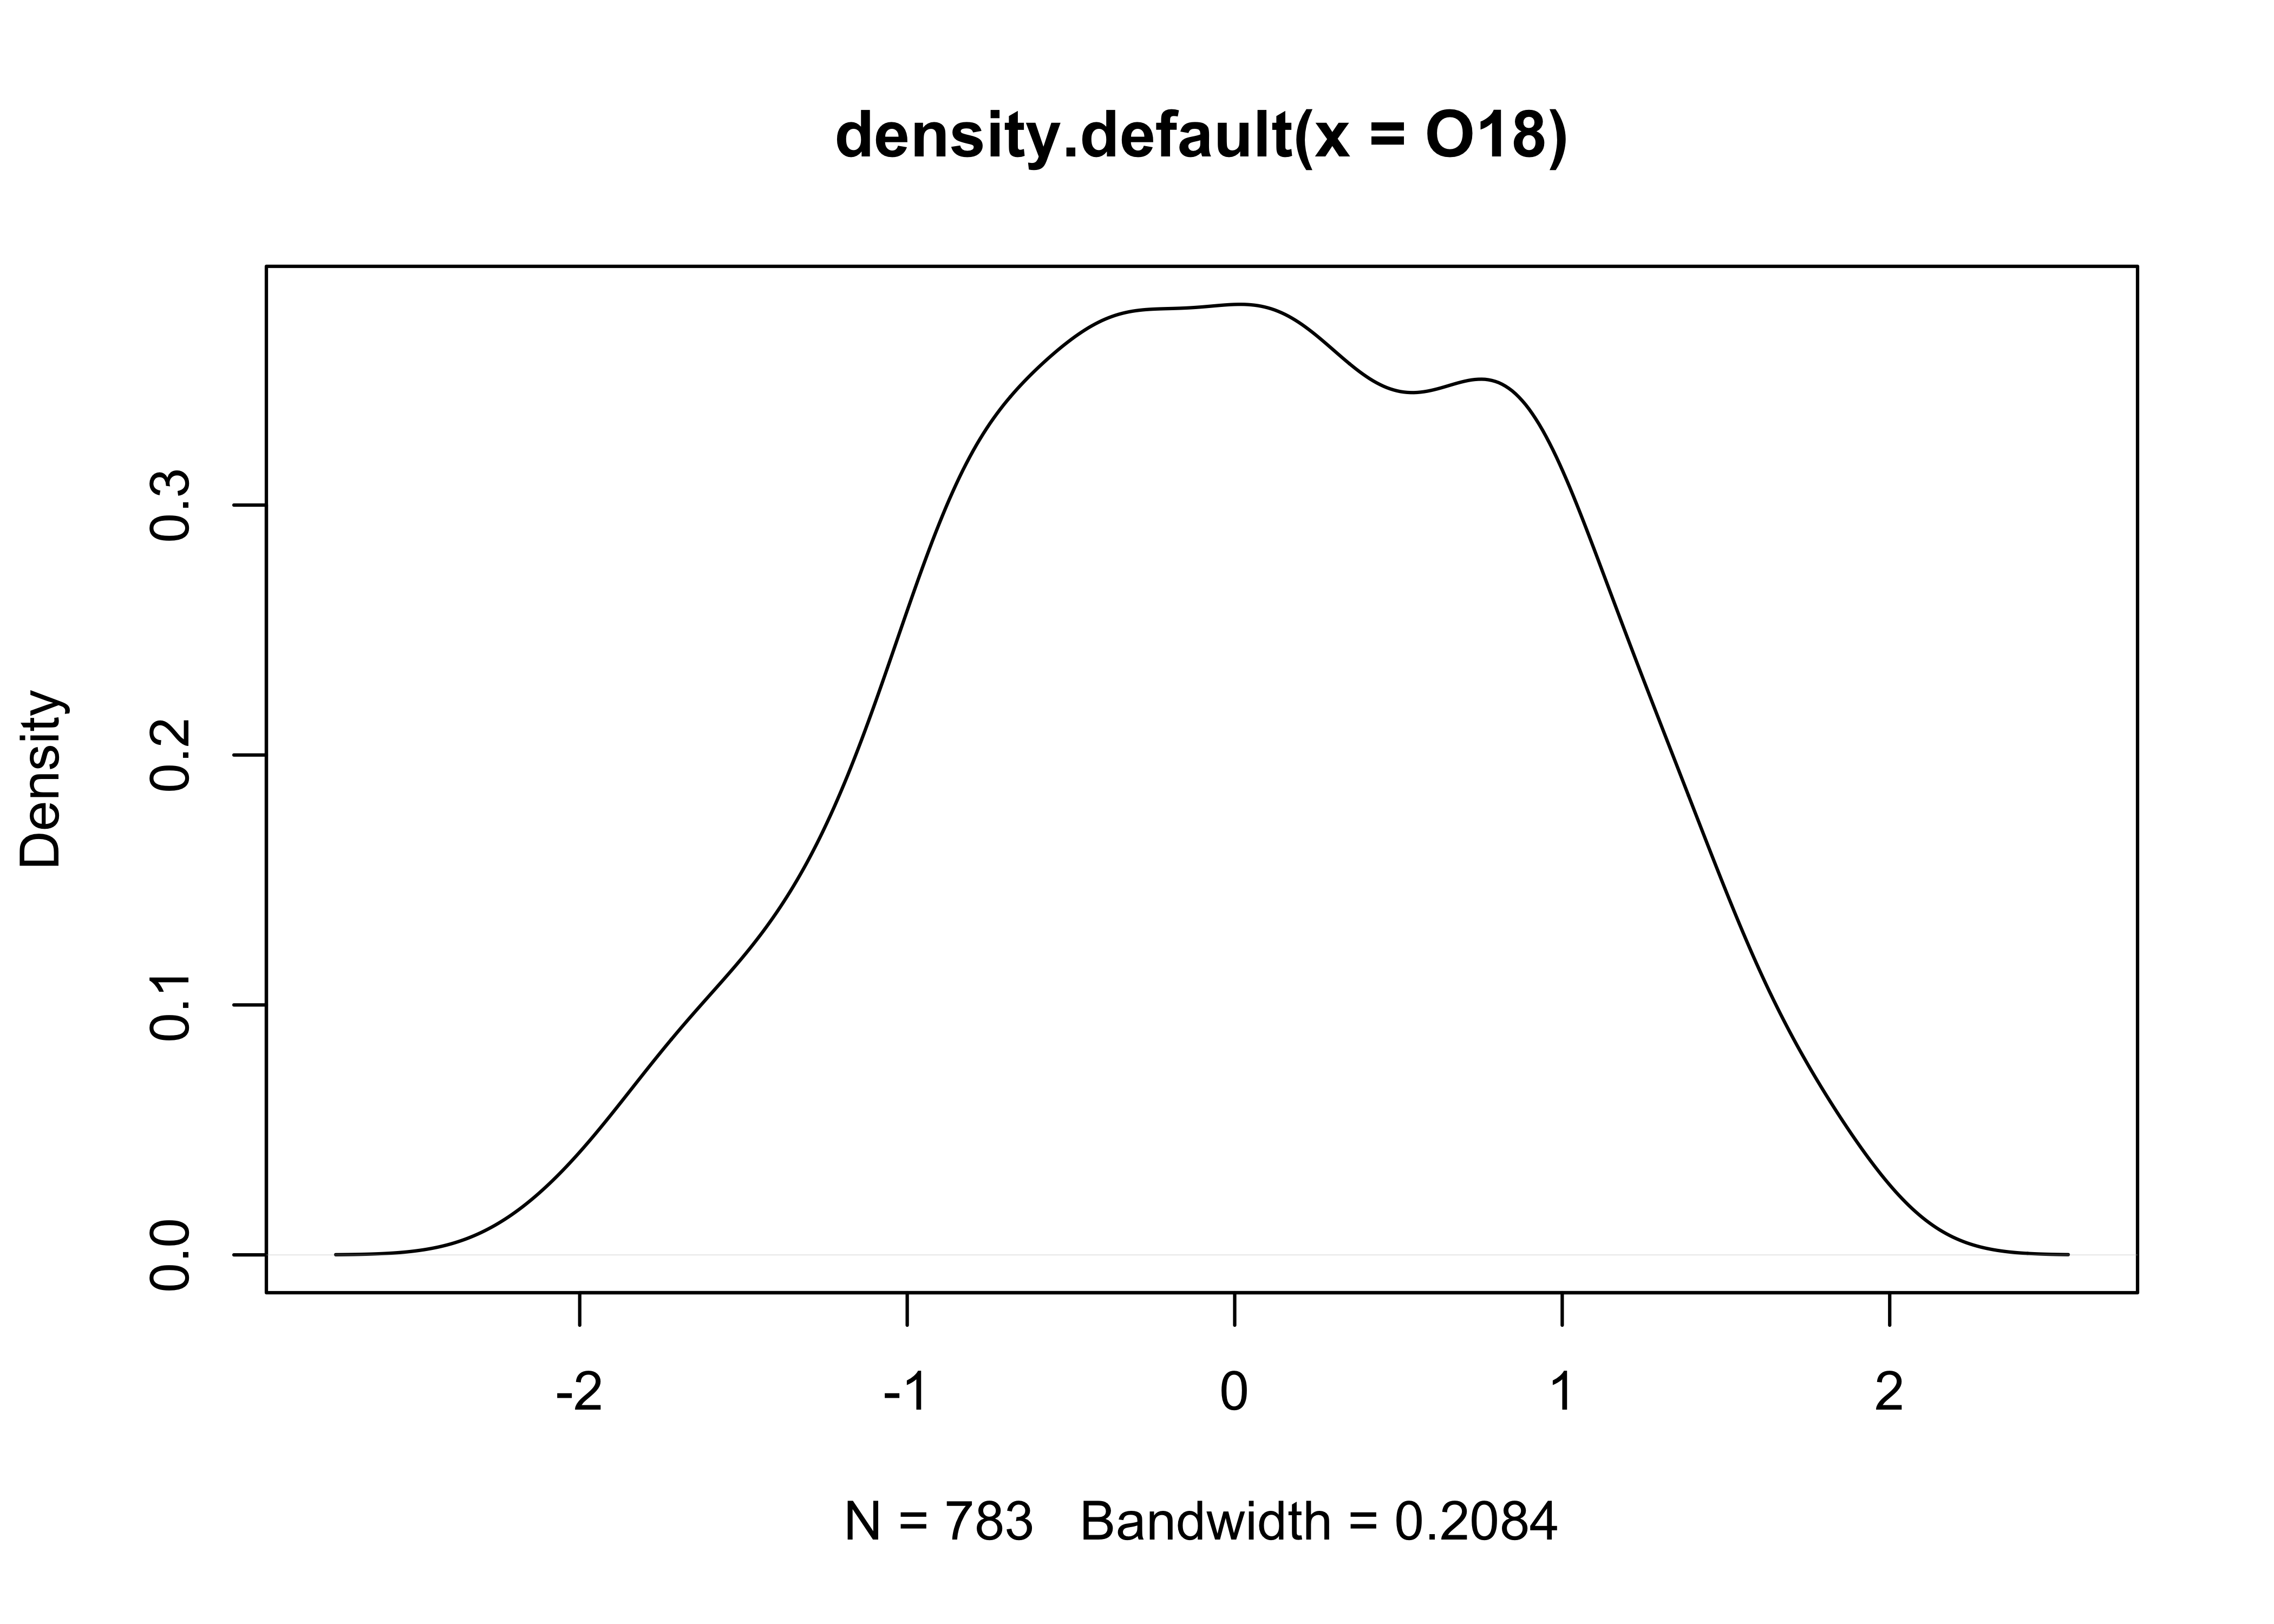 density.default(x = O18)
Density
0.3
0.2
0.1
0.0
-2 -1 0 1 2
N = 783 Bandwidth = 0.2084